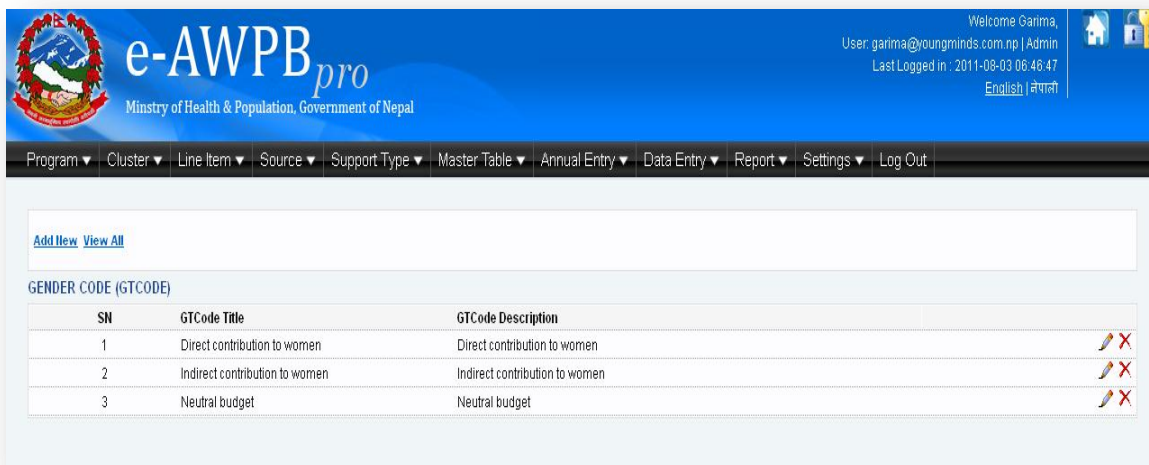 Welcome Garima,
User: garima@youngminds.com.np | Admin
Last Logged in : 2011-08-03 06:46:47
English | नेपाली
e-AWPB pro
Minstry of Health & Population, Government of Nepal
Program ▼ Cluster ▼ Line Item ▼ Source ▼ Support Type ▼ Master Table ▼ Annual Entry ▼ Data Entry ▼ Report ▼ Settings ▼ Log Out
Add New View All
GENDER CODE (GTCODE)
SN GTCode Title GTCode Description
1 Direct contribution to women Direct contribution to women
2 Indirect contribution to women Indirect contribution to women
3 Neutral budget Neutral budget